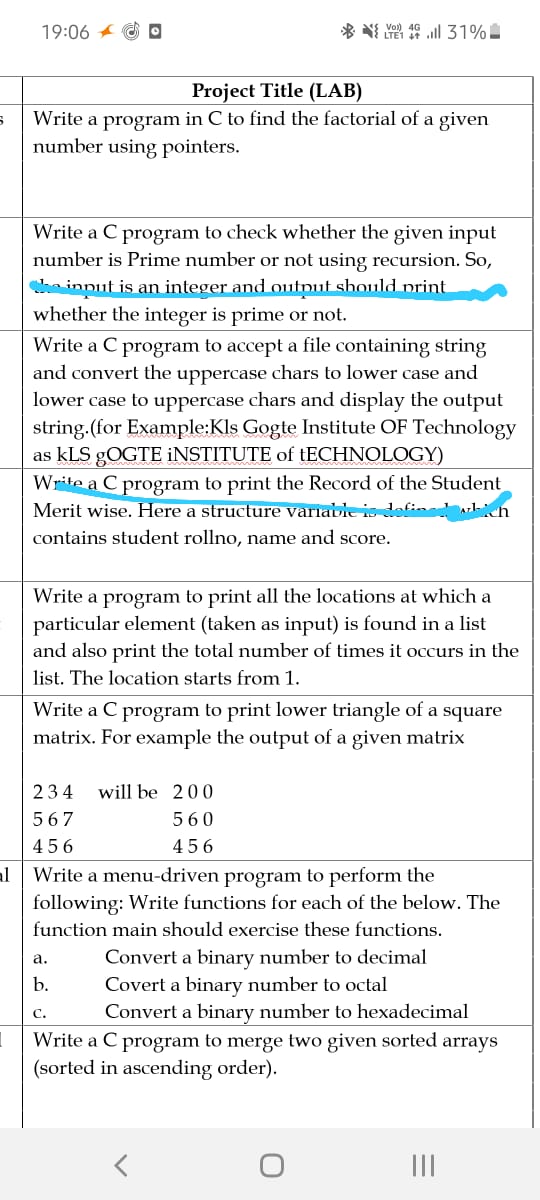 19:06
Vo)) 4G
LTE1
31%
Project Title (LAB)
s Write a program in C to find the factorial of a given
number using pointers.
Write a C program to check whether the given input
number is Prime number or not using recursion. So,
the input is an integer and output should print
whether the integer is prime or not.
Write a C program to accept a file containing string
and convert the uppercase chars to lower case and
lower case to uppercase chars and display the output
string.(for Example:Kls Gogte Institute OF Technology
as kLS gOGTE iNSTITUTE of tECHNOLOGY)
Write a C program to print the Record of the Student
Merit wise. Here a structure variable is defined which
contains student rollno, name and score.
Write a program to print all the locations at which a
particular element (taken as input) is found in a list
and also print the total number of times it occurs in the
list. The location starts from 1.
Write a C program to print lower triangle of a square
matrix. For example the output of a given matrix
2 3 4 will be 2 0 0
5 6 7 5 6 0
4 5 6 4 5 6
al Write a menu-driven program to perform the
following: Write functions for each of the below. The
function main should exercise these functions.
a. Convert a binary number to decimal
b. Covert a binary number to octal
c. Convert a binary number to hexadecimal
Write a C program to merge two given sorted arrays
(sorted in ascending order).